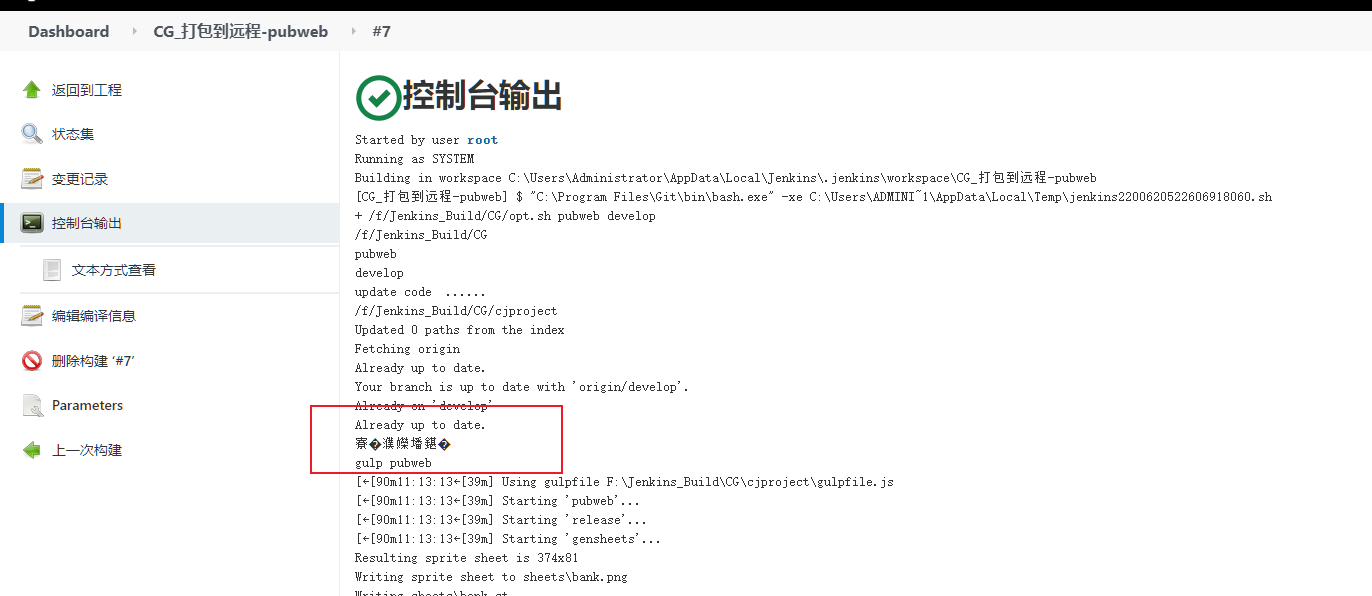 Dashboard CG_打包到远程-pubweb #7
返回到工程
状态集
变更记录
控制台输出
文本方式查看
编辑编译信息
删除构建 ‘#7’
Parameters
上一次构建
控制台输出
Started by user root
Running as SYSTEM
Building in workspace C:\Users\Administrator\AppData\Local\Jenkins\.jenkins\workspace\CG_打包到远程-pubweb
[CG_打包到远程-pubweb] $ "C:\Program Files\Git\bin\bash.exe" -xe C:\Users\ADMINI~1\AppData\Local\Temp\jenkins2200620522606918060.sh
+ /f/Jenkins_Build/CG/opt.sh pubweb develop
/f/Jenkins_Build/CG
pubweb
develop
update code ......
/f/Jenkins_Build/CG/cjproject
Updated 0 paths from the index
Fetching origin
Already up to date.
Your branch is up to date with 'origin/develop'.
Already on 'develop'
Already up to date.
寮�濮嬫墦鍖�
gulp pubweb
[←[90m11:13:13←[39m] Using gulpfile F:\Jenkins_Build\CG\cjproject\gulpfile.js
[←[90m11:13:13←[39m] Starting 'pubweb'...
[←[90m11:13:13←[39m] Starting 'release'...
[←[90m11:13:13←[39m] Starting 'gensheets'...
Resulting sprite sheet is 374x81
Writing sprite sheet to sheets\bank.png